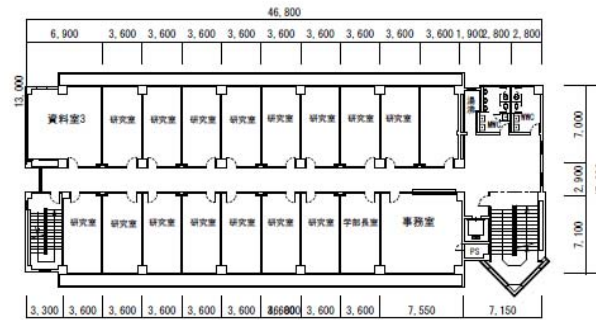 46,800
6,900 3,600 3,600 3,600 3,600 3,600 3,600 3,600 3,600 1,900 2,800 2,800
13,000
資料室3 研究室 研究室 研究室 研究室 研究室 研究室 研究室 研究室
湯沸
MWC WWC
7,000
2,900
7,100
研究室 研究室 研究室 研究室 研究室 研究室 研究室 学部長室 事務室
PS
3,300 3,600 3,600 3,600 3,600 3,600 3,600 3,600 7,550 7,150